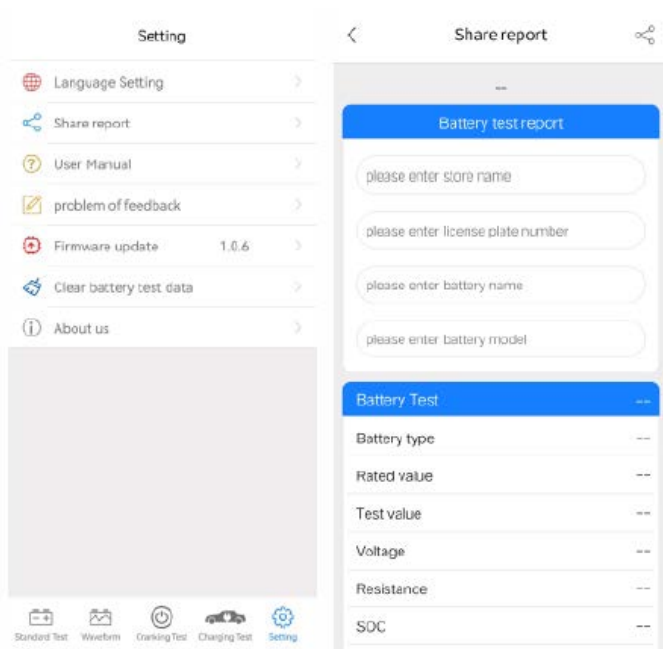 Setting
Language Setting
Share report
User Manual
problem of feedback
Firmware update 1.0.6
Clear battery test data
About us
Standard Test Waveform Cranking Test Charging Test Setting
Share report
--
Battery test report
please enter store name
please enter license plate number
please enter battery name
please enter battery model
Battery Test --
Battery type --
Rated value --
Test value --
Voltage --
Resistance --
SOC --